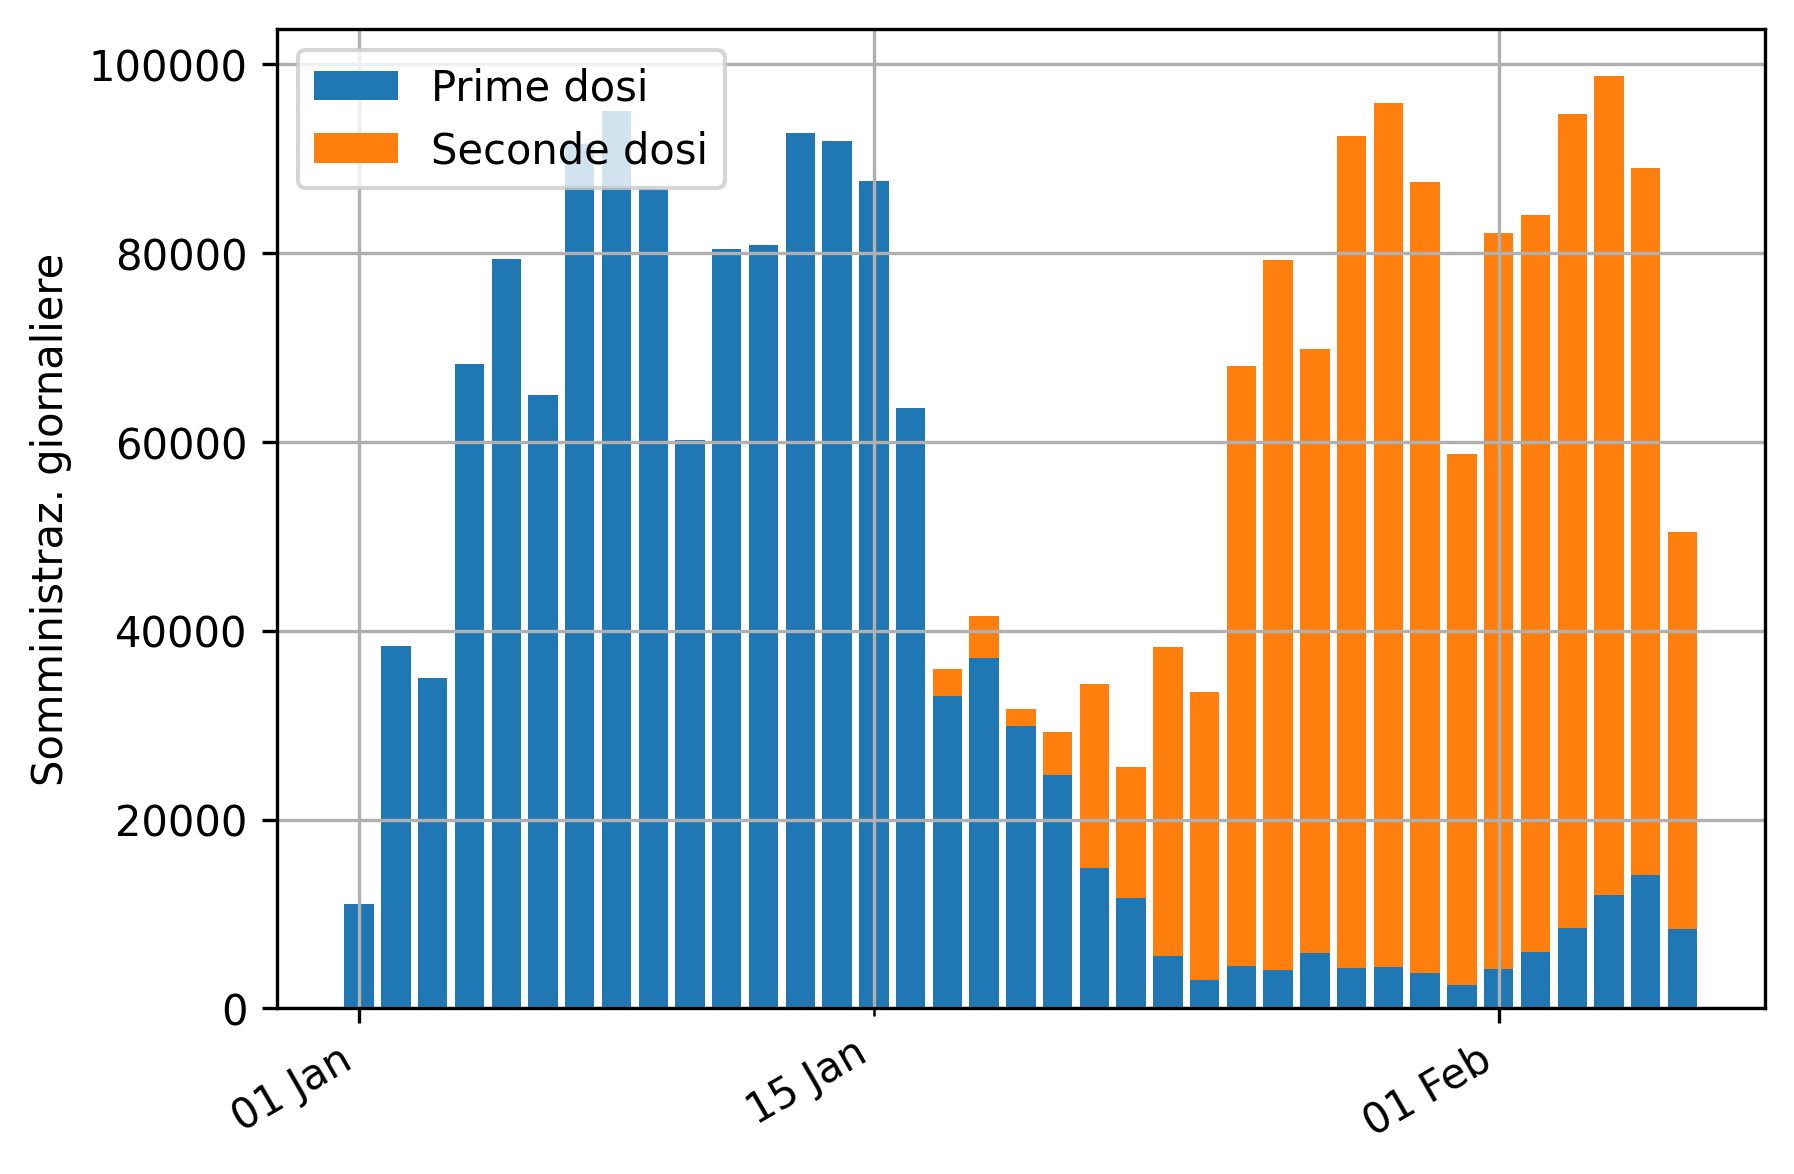 100000
80000
60000
40000
20000
0
Somministraz. giornaliere
Prime dosi
Seconde dosi
01 Jan
15 Jan
01 Feb